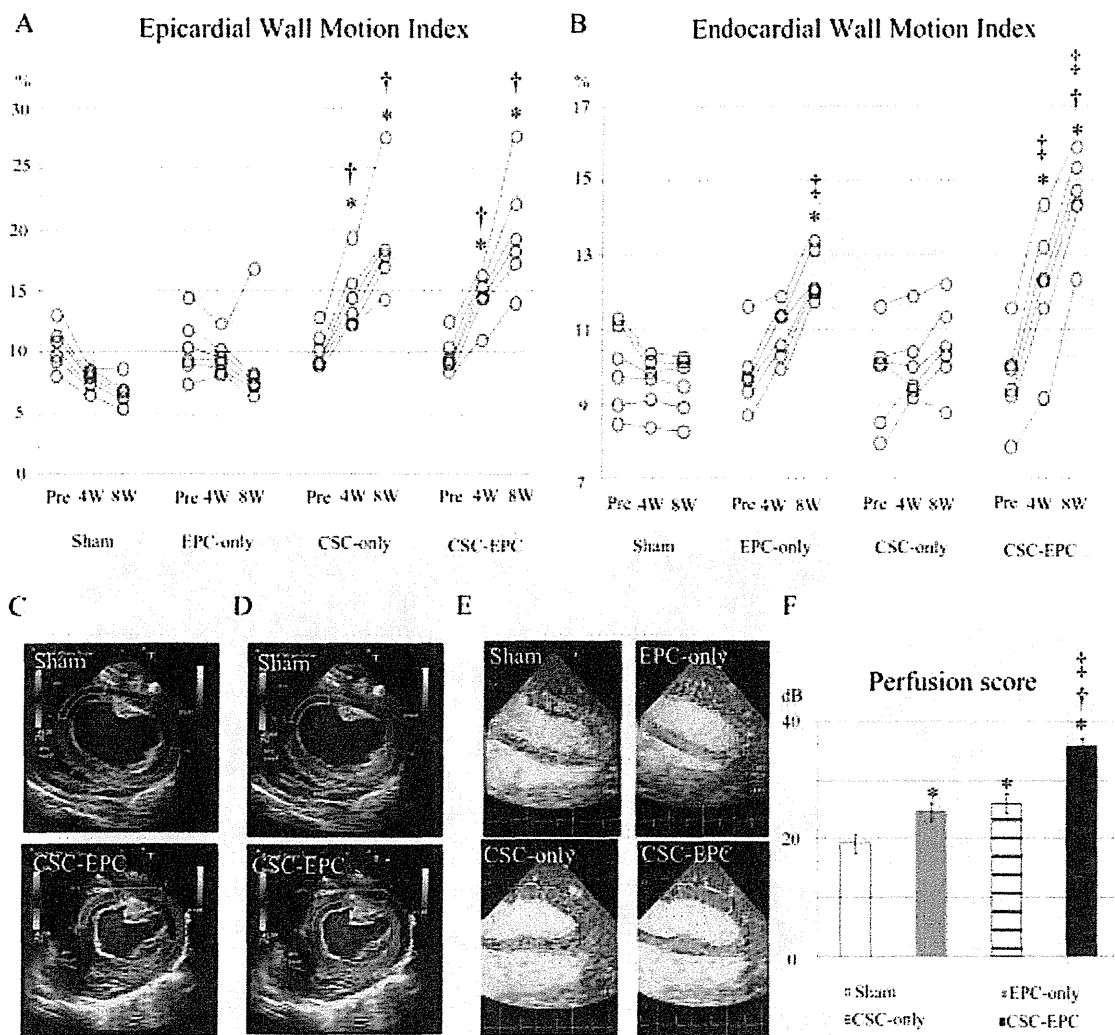 A
Epicardial Wall Motion Index
%
†
*
†
*
†
*
†
*
30
25
20
15
10
5
0
Pre 4W 8W
Pre 4W 8W
Pre 4W 8W
Pre 4W 8W
Sham
EPC-only
CSC-only
CSC-EPC
B
Endocardial Wall Motion Index
%
‡
*
‡
*
‡
†
*
17
15
13
11
9
7
Pre 4W 8W
Pre 4W 8W
Pre 4W 8W
Pre 4W 8W
Sham
EPC-only
CSC-only
CSC-EPC
C
Sham
CSC-EPC
D
Sham
CSC-EPC
E
Sham
EPC-only
CSC-only
CSC-EPC
F
Perfusion score
dB
40
20
0
*
*
‡
†
*
Sham
EPC-only
CSC-only
CSC-EPC